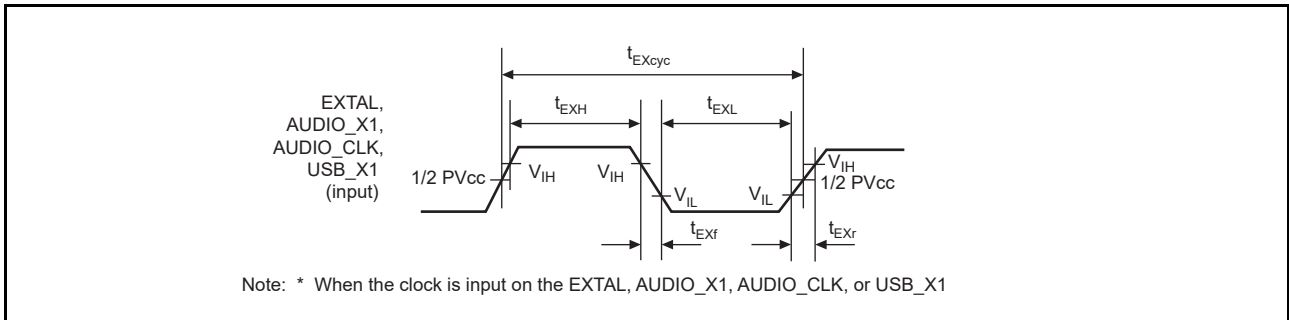 tEXcyc
EXTAL,
AUDIO_X1,
AUDIO_CLK,
USB_X1
(input)
tEXH
tEXL
1/2 PVcc
VIH
VIH
VIL
VIL
VIH
1/2 PVcc
tEXf
tEXr
Note: * When the clock is input on the EXTAL, AUDIO_X1, AUDIO_CLK, or USB_X1